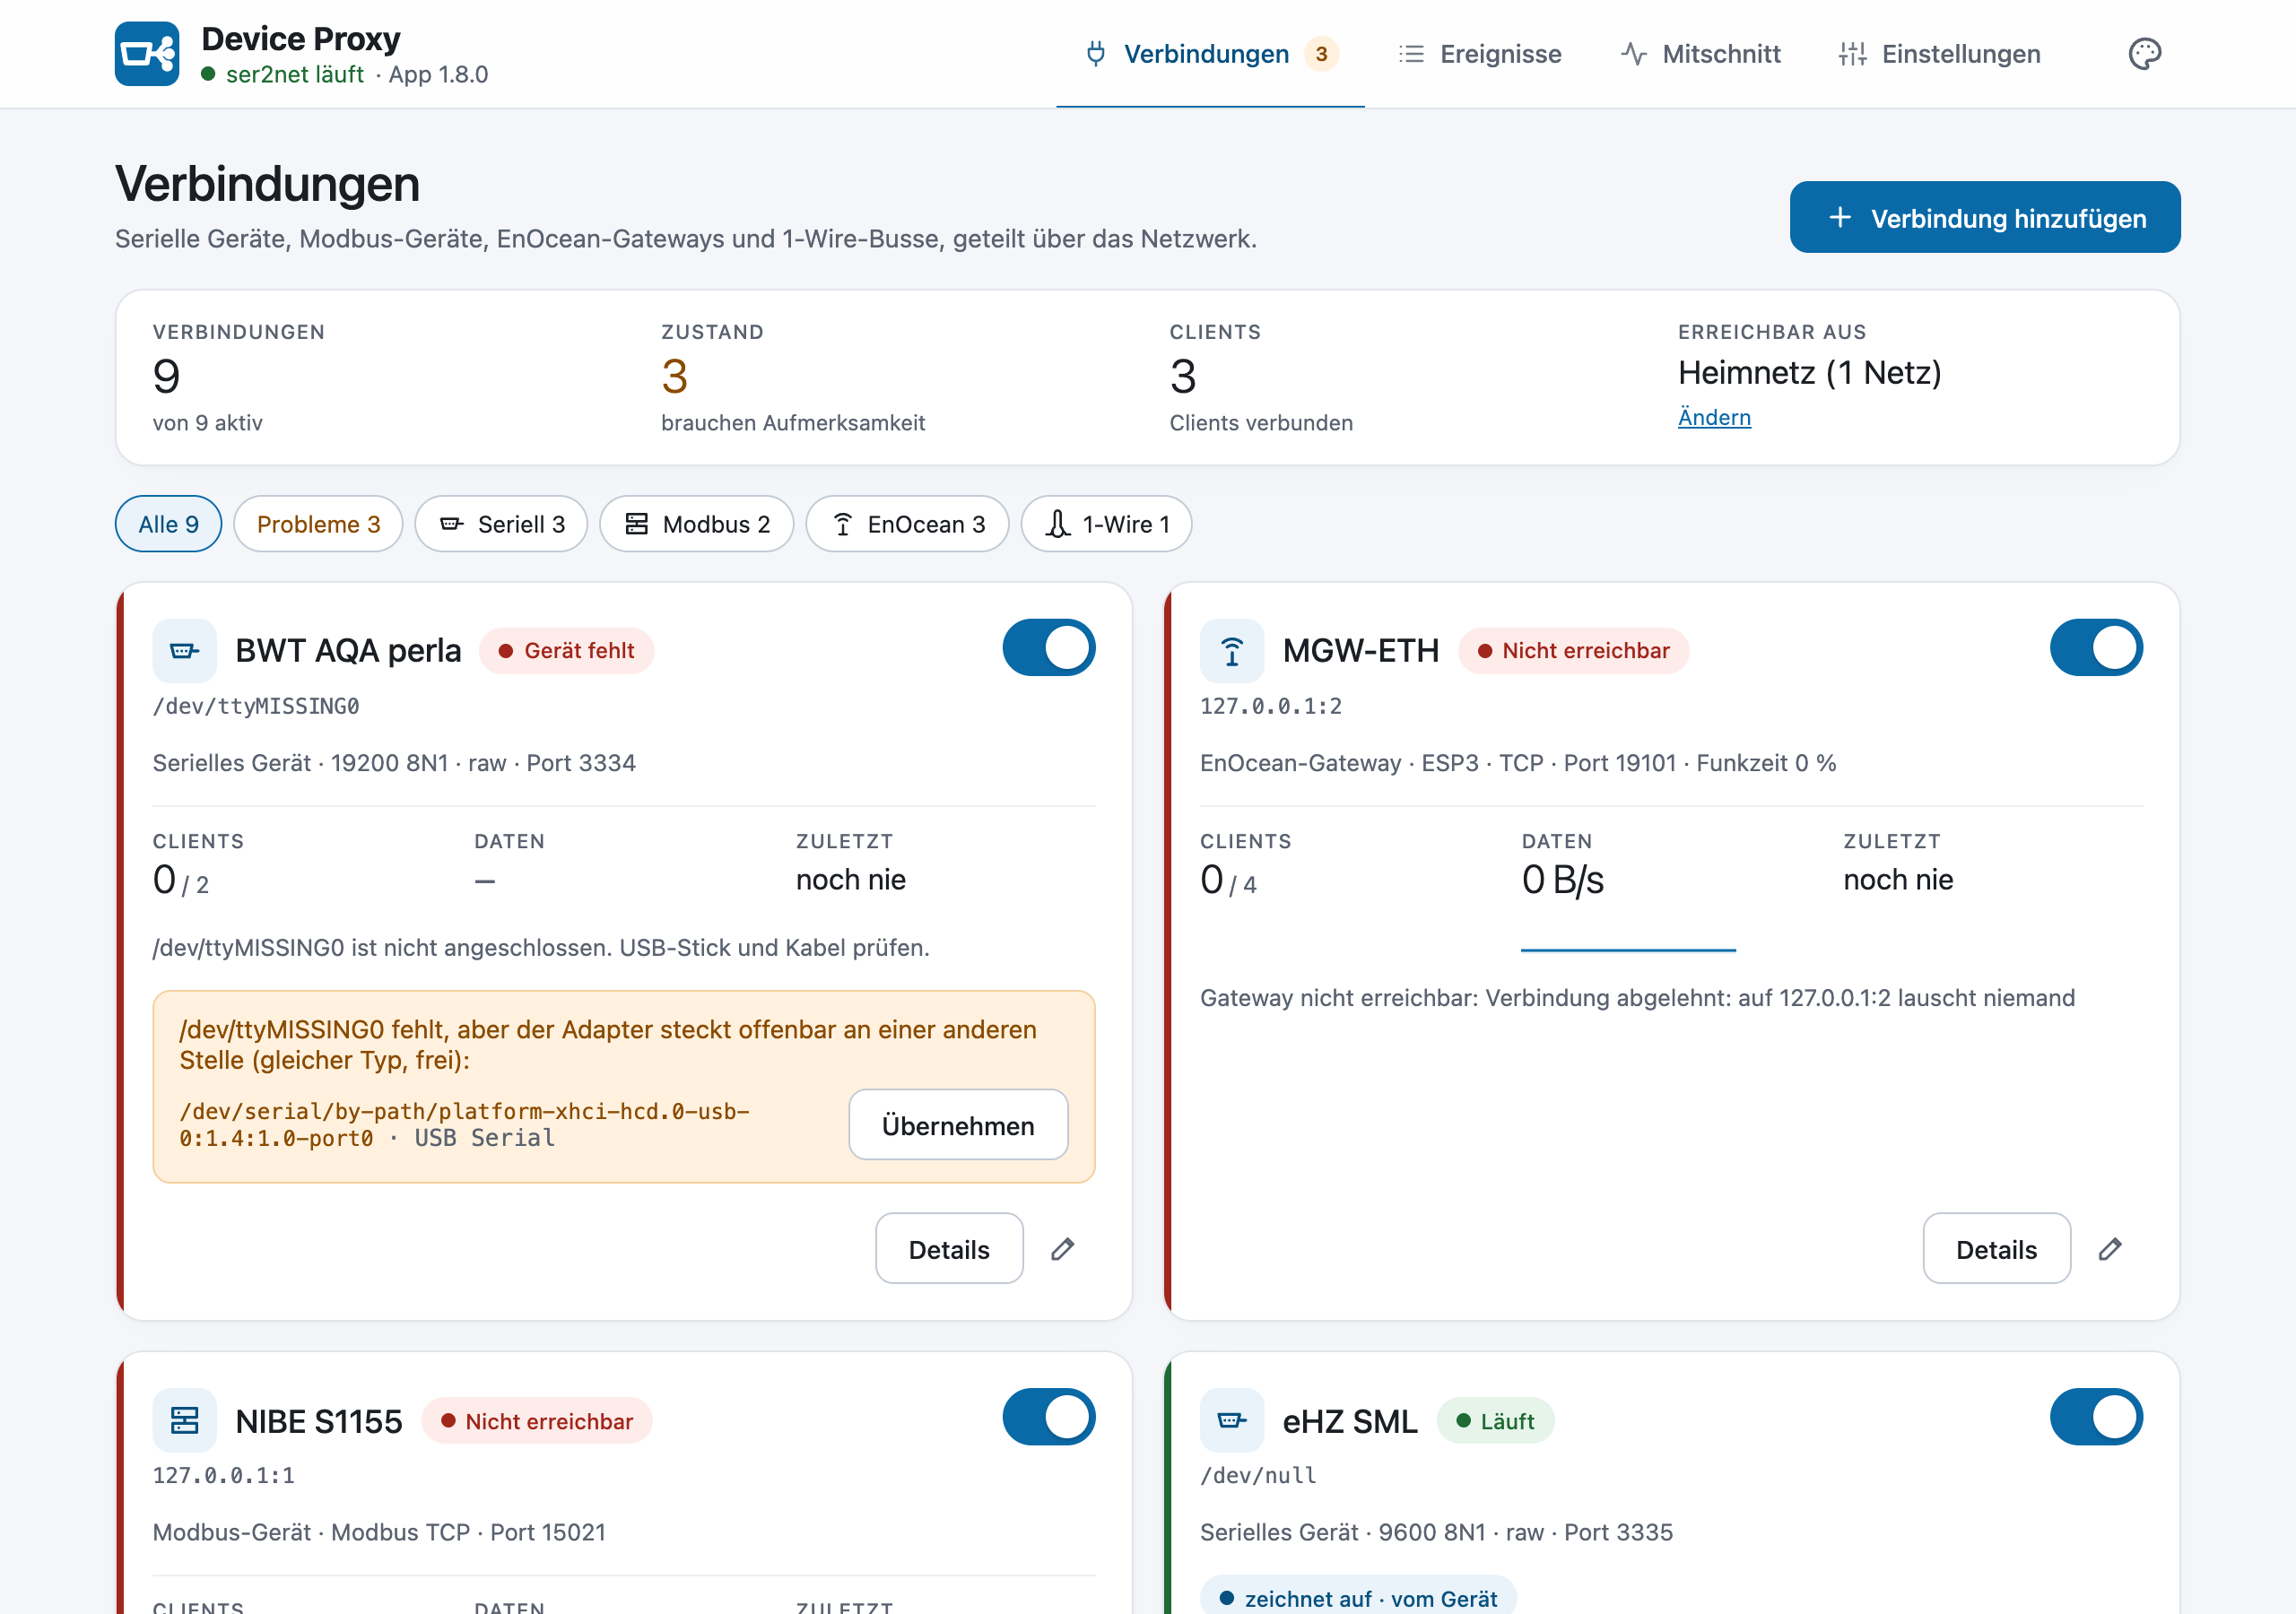 Device Proxy
ser2net läuft · App 1.8.0
Verbindungen 3
Ereignisse
Mitschnitt
Einstellungen
Verbindungen
Serielle Geräte, Modbus-Geräte, EnOcean-Gateways und 1-Wire-Busse, geteilt über das Netzwerk.
+ Verbindung hinzufügen
VERBINDUNGEN
9
von 9 aktiv
ZUSTAND
3
brauchen Aufmerksamkeit
CLIENTS
3
Clients verbunden
ERREICHBAR AUS
Heimnetz (1 Netz)
Ändern
Alle 9
Probleme 3
Seriell 3
Modbus 2
EnOcean 3
1-Wire 1
BWT AQA perla
Gerät fehlt
/dev/ttyMISSING0
Serielles Gerät · 19200 8N1 · raw · Port 3334
CLIENTS
0 / 2
DATEN
–
ZULETZT
noch nie
/dev/ttyMISSING0 ist nicht angeschlossen. USB-Stick und Kabel prüfen.
/dev/ttyMISSING0 fehlt, aber der Adapter steckt offenbar an einer anderen
Stelle (gleicher Typ, frei):
/dev/serial/by-path/platform-xhci-hcd.0-usb-
0:1.4:1.0-port0 · USB Serial
Übernehmen
Details
MGW-ETH
Nicht erreichbar
127.0.0.1:2
EnOcean-Gateway · ESP3 · TCP · Port 19101 · Funkzeit 0 %
CLIENTS
0 / 4
DATEN
0 B/s
ZULETZT
noch nie
Gateway nicht erreichbar: Verbindung abgelehnt: auf 127.0.0.1:2 lauscht niemand
Details
NIBE S1155
Nicht erreichbar
127.0.0.1:1
Modbus-Gerät · Modbus TCP · Port 15021
CLIENTS
DATEN
ZULETZT
eHZ SML
Läuft
/dev/null
Serielles Gerät · 9600 8N1 · raw · Port 3335
zeichnet auf · vom Gerät